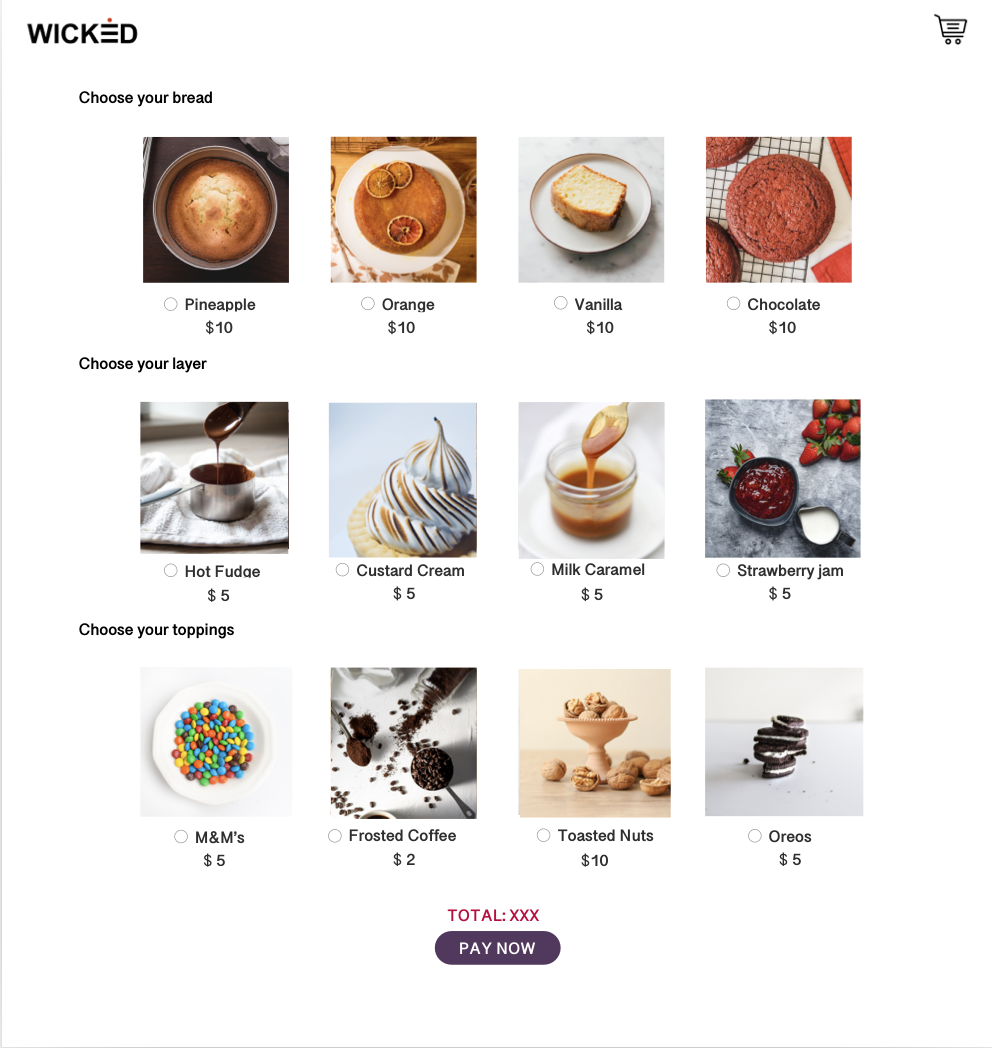 WICKED
Choose your bread
Pineapple
$10
Orange
$10
Vanilla
$10
Chocolate
$10
Choose your layer
Hot Fudge
$ 5
Custard Cream
$ 5
Milk Caramel
$ 5
Strawberry jam
$ 5
Choose your toppings
M&M’s
$ 5
Frosted Coffee
$ 2
Toasted Nuts
$10
Oreos
$ 5
TOTAL: XXX
PAY NOW